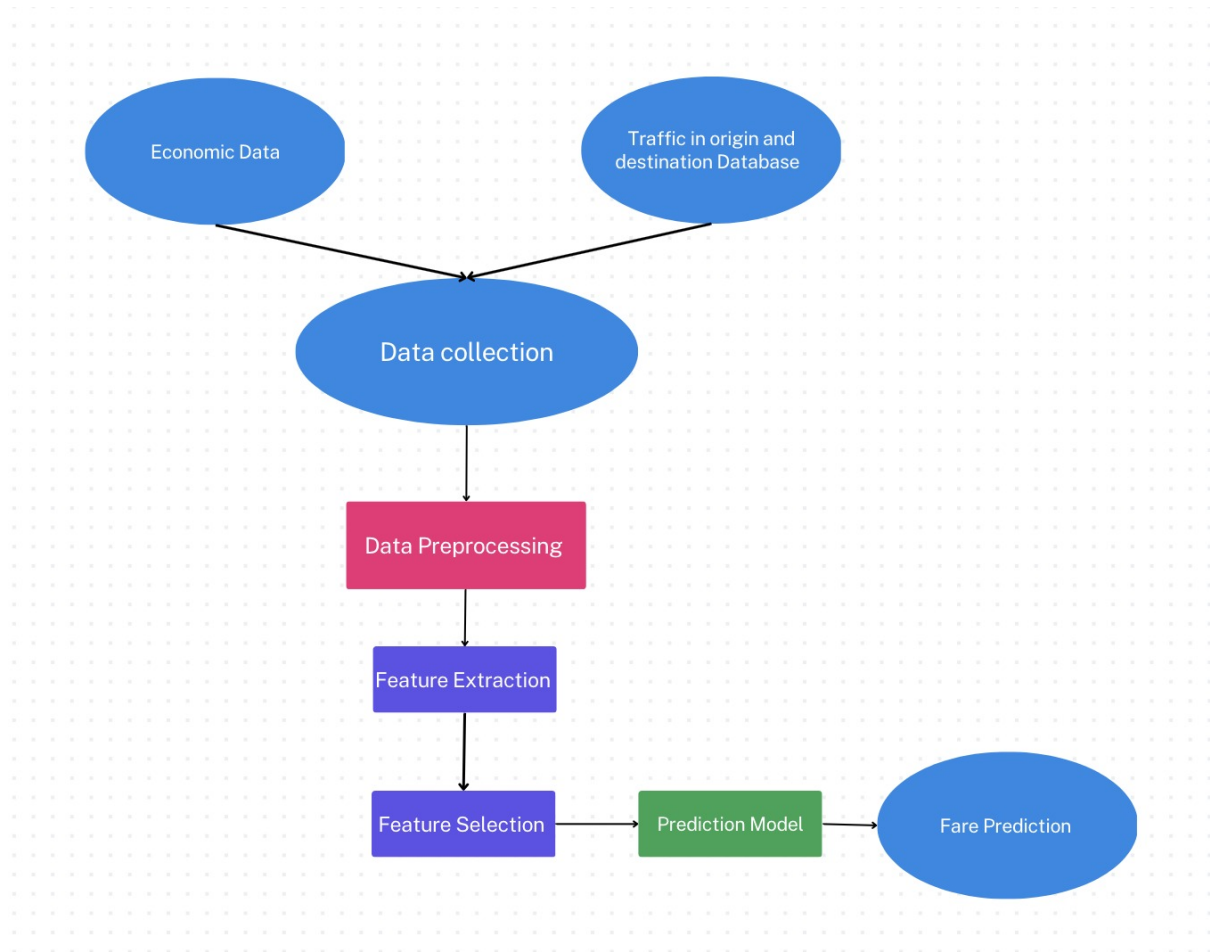 Economic Data
Traffic in origin and
destination Database
Data collection
Data Preprocessing
Feature Extraction
Feature Selection
Prediction Model
Fare Prediction